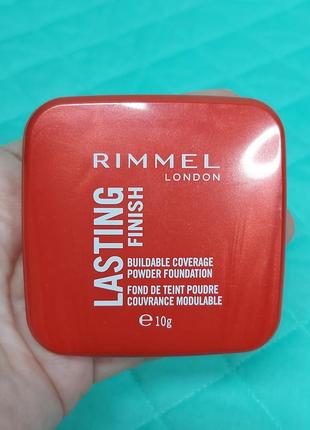 RIMMEL
LONDON
LASTING
FINISH
BUILDABLE COVERAGE
POWDER FOUNDATION
FOND DE TEINT POUDRE
COUVRANCE MODULABLE
℮10g